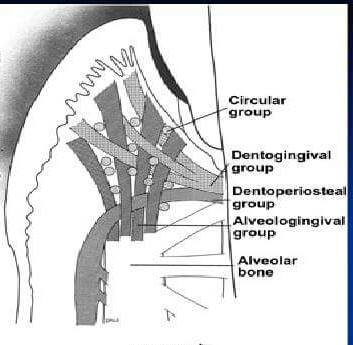 Circular
group
Dentogingival
group
Dentoperiosteal
group
Alveologingival
group
Alveolar
bone